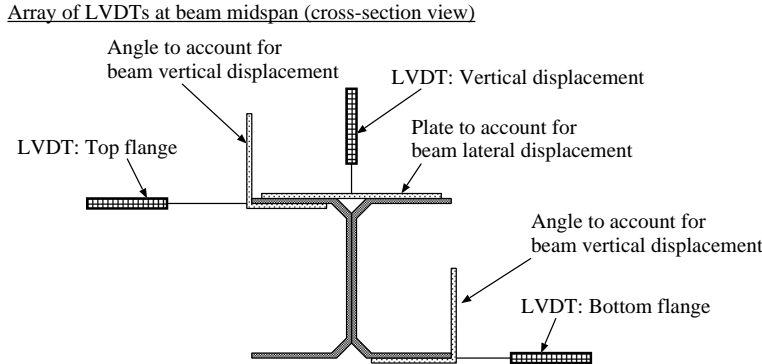 Array of LVDTs at beam midspan (cross-section view)
Angle to account for
beam vertical displacement
LVDT: Vertical displacement
Plate to account for
beam lateral displacement
LVDT: Top flange
Angle to account for
beam vertical displacement
LVDT: Bottom flange